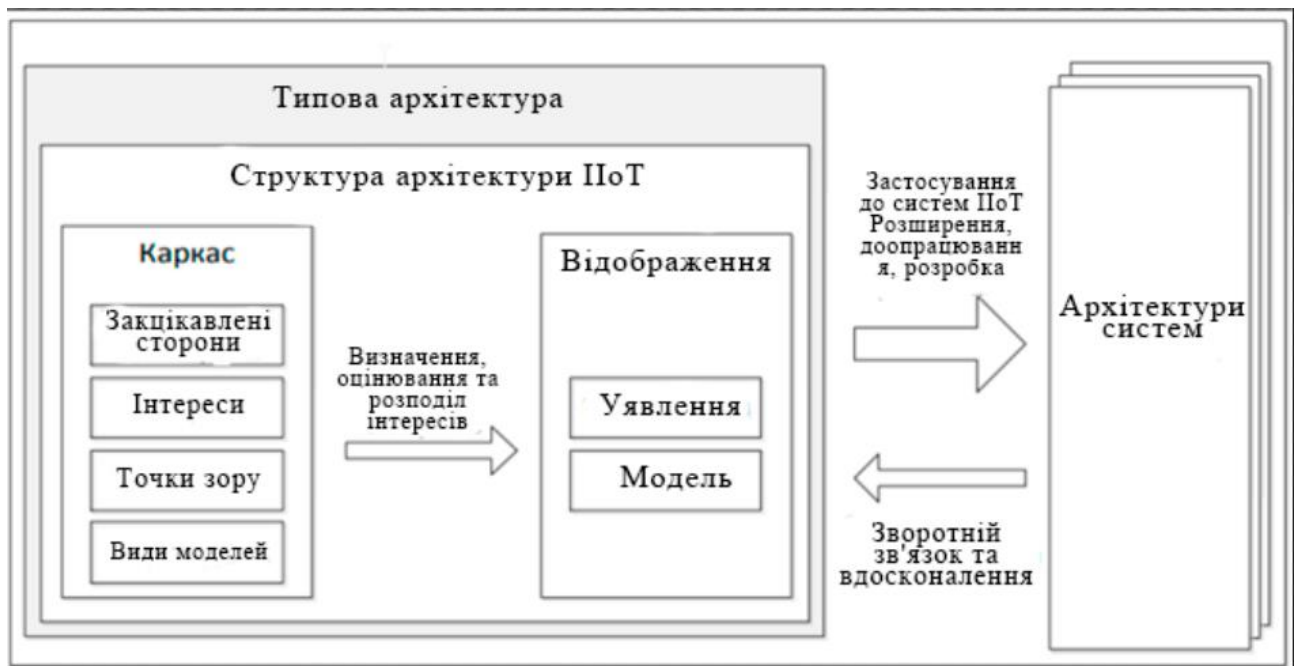 Типова архітектура
Структура архітектури ІІоТ
Каркас
Закцікавлені
сторони
Інтереси
Точки зору
Види моделей
Визначення,
оцінювання та
розподіл
інтересів
Відображення
Уявлення
Модель
Застосування
до систем ІІоТ
Розширення,
доопрацюванн
я, розробка
Зворотній
зв'язок та
вдосконалення
Архітектури
систем